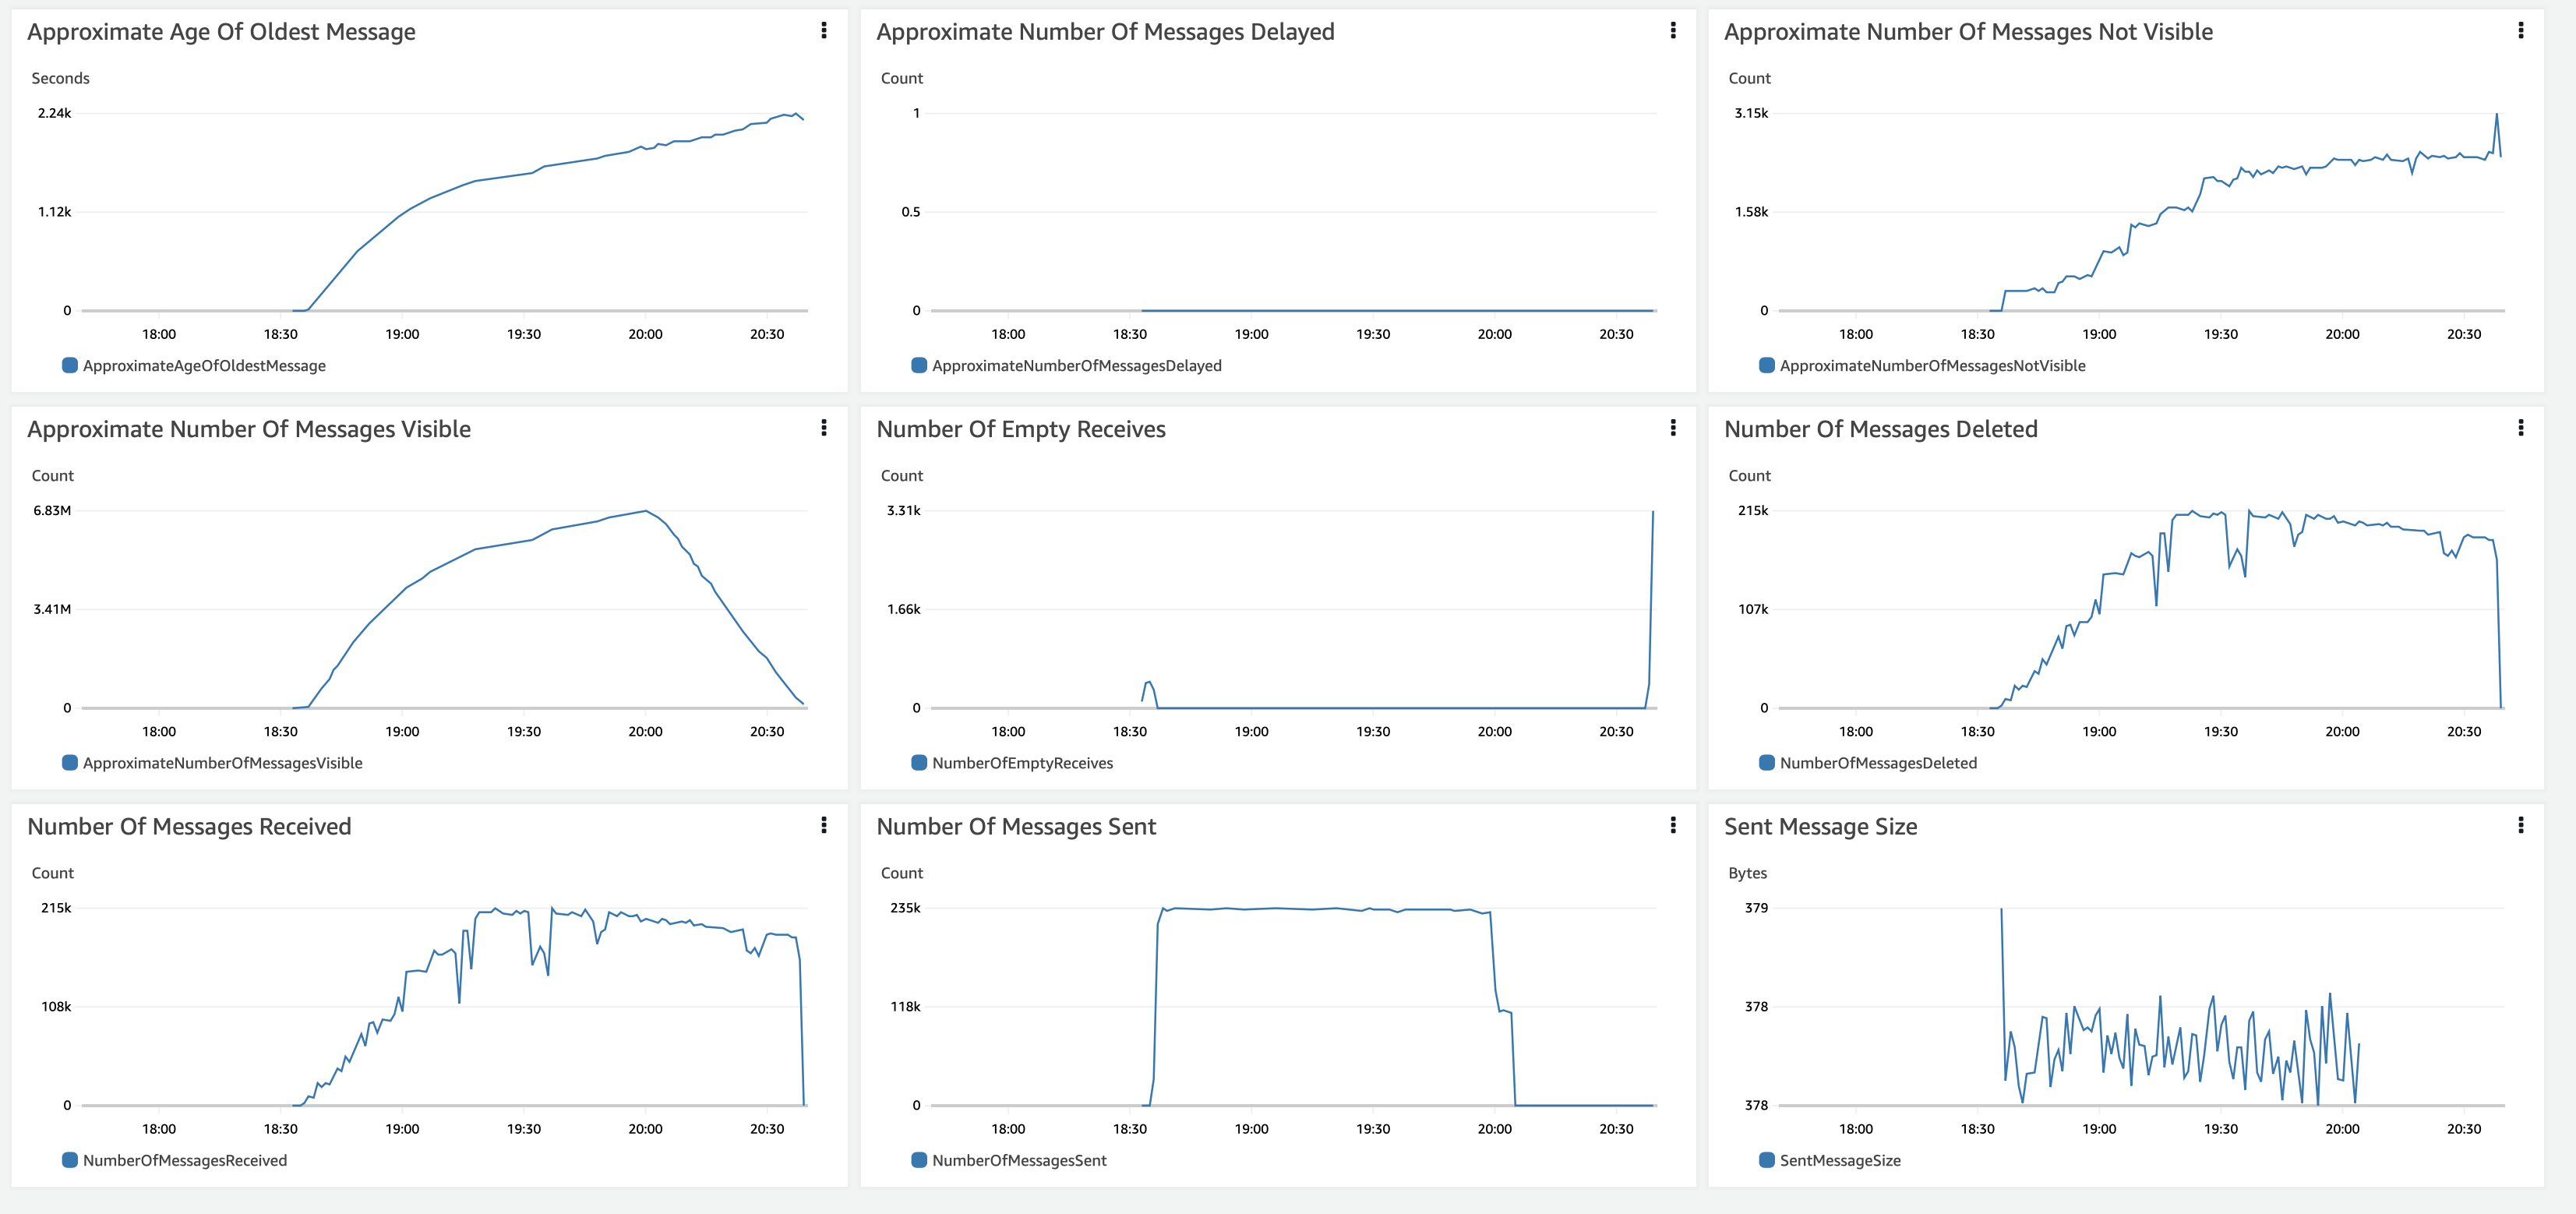 Approximate Age Of Oldest Message
Seconds
2.24k
1.12k
0
18:00 18:30 19:00 19:30 20:00 20:30
ApproximateAgeOfOldestMessage
Approximate Number Of Messages Delayed
Count
1
0.5
0
18:00 18:30 19:00 19:30 20:00 20:30
ApproximateNumberOfMessagesDelayed
Approximate Number Of Messages Not Visible
Count
3.15k
1.58k
0
18:00 18:30 19:00 19:30 20:00 20:30
ApproximateNumberOfMessagesNotVisible
Approximate Number Of Messages Visible
Count
6.83M
3.41M
0
18:00 18:30 19:00 19:30 20:00 20:30
ApproximateNumberOfMessagesVisible
Number Of Empty Receives
Count
3.31k
1.66k
0
18:00 18:30 19:00 19:30 20:00 20:30
NumberOfEmptyReceives
Number Of Messages Deleted
Count
215k
107k
0
18:00 18:30 19:00 19:30 20:00 20:30
NumberOfMessagesDeleted
Number Of Messages Received
Count
215k
108k
0
18:00 18:30 19:00 19:30 20:00 20:30
NumberOfMessagesReceived
Number Of Messages Sent
Count
235k
118k
0
18:00 18:30 19:00 19:30 20:00 20:30
NumberOfMessagesSent
Sent Message Size
Bytes
379
378
378
18:00 18:30 19:00 19:30 20:00 20:30
SentMessageSize